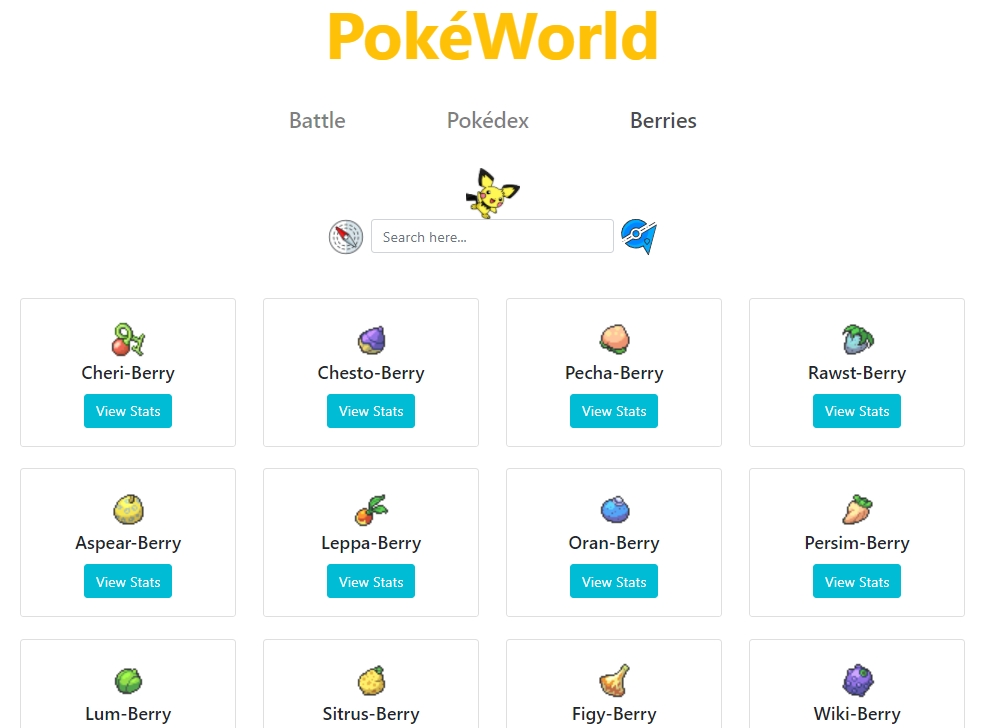 PokéWorld
Battle Pokédex Berries
Search here...
Cheri-Berry Chesto-Berry Pecha-Berry Rawst-Berry
View Stats View Stats View Stats View Stats
Aspear-Berry Leppa-Berry Oran-Berry Persim-Berry
View Stats View Stats View Stats View Stats
Lum-Berry Sitrus-Berry Figy-Berry Wiki-Berry